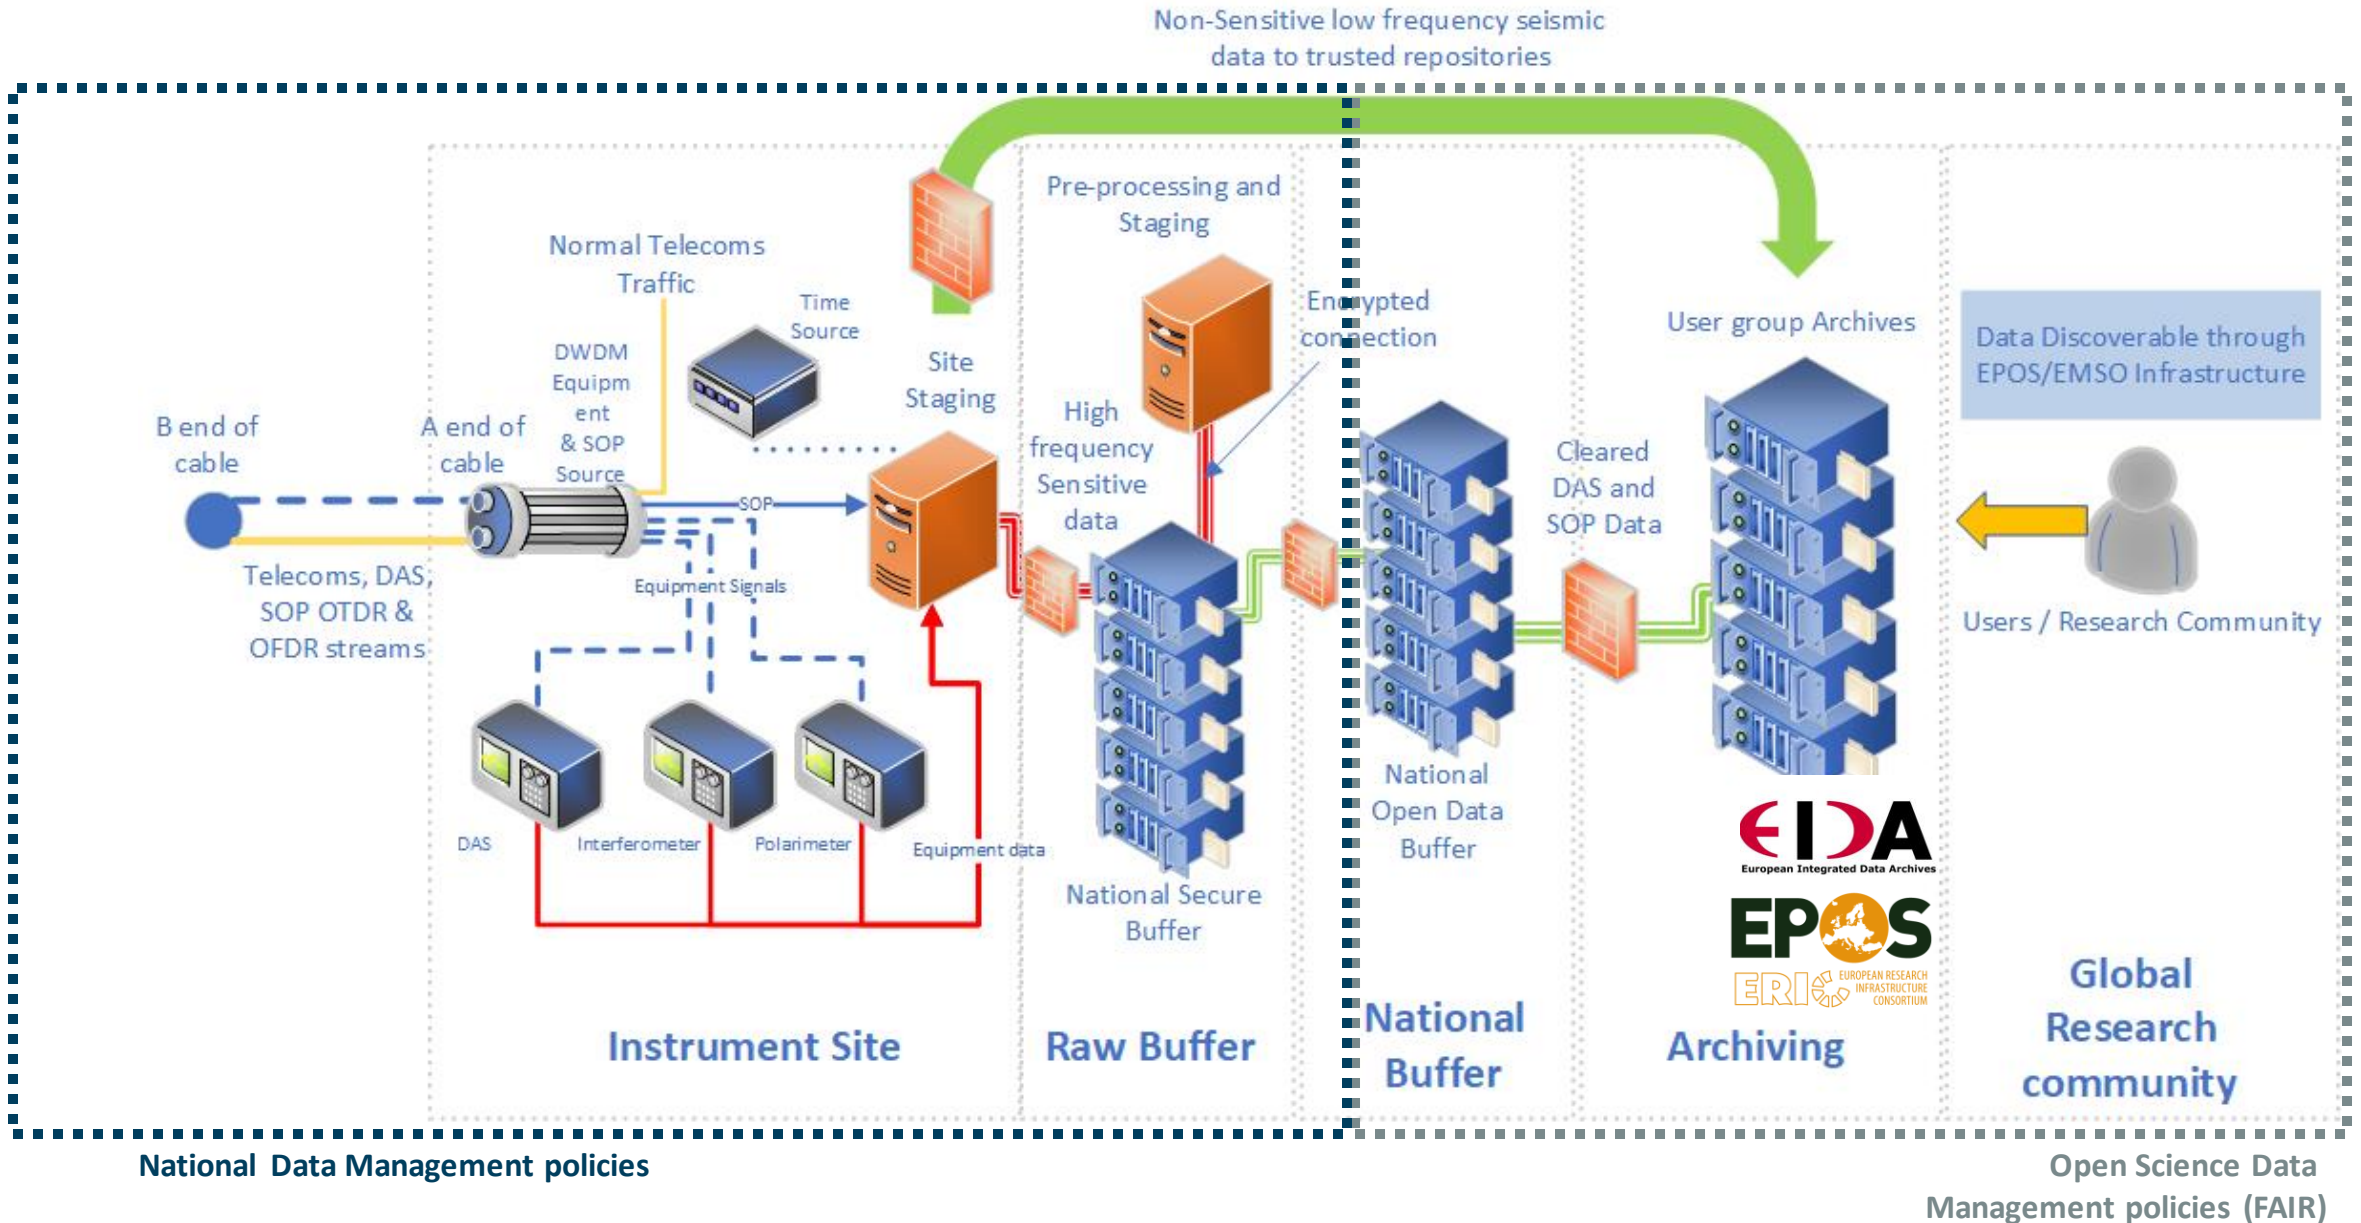 Non-Sensitive low frequency seismic
data to trusted repositories
Pre-processing and
Staging
Normal Telecoms
Traffic
Time
Source
DWDM
Equipm
ent
& SOP
Source
Site
Staging
Encrypted
connection
User group Archives
Data Discoverable through
EPOS/EMSO Infrastructure
B end of
cable
A end of
cable
High
frequency
Sensitive
data
Cleared
DAS and
SOP Data
SOP
Equipment Signals
Telecoms, DAS,
SOP OTDR &
OFDR streams
Users / Research Community
DAS
Interferometer
Polarimeter
Equipment data
National Secure
Buffer
National
Open Data
Buffer
EIDA
European Integrated Data Archives
EPOS
ERIC
EUROPEAN RESEARCH
INFRASTRUCTURE
CONSORTIUM
Instrument Site
Raw Buffer
National
Buffer
Archiving
Global
Research
community
National Data Management policies
Open Science Data
Management policies (FAIR)